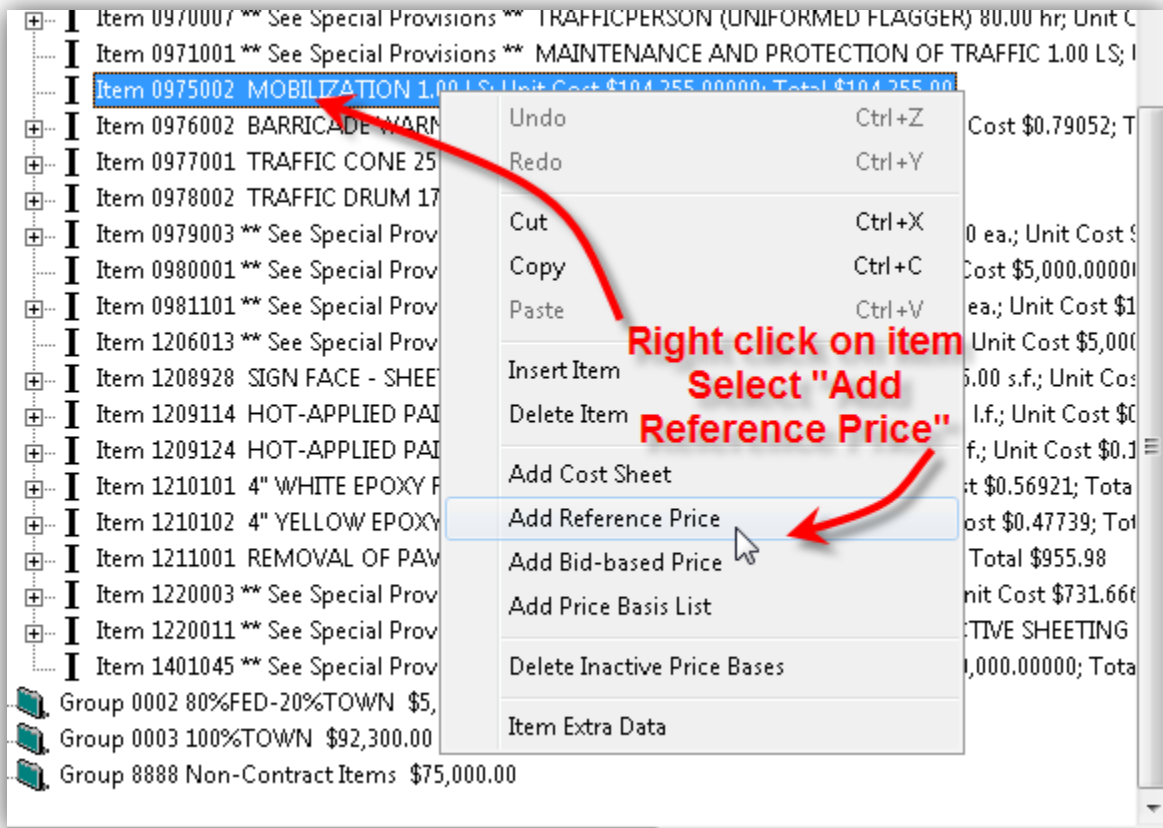 Item 0970007 ** See Special Provisions ** TRAFFICPERSON (UNIFORMED FLAGGER) 80.00 hr; Unit C
Item 0971001 ** See Special Provisions ** MAINTENANCE AND PROTECTION OF TRAFFIC 1.00 LS;
Item 0975002 MOBILIZATION 1.00 LS; Unit Cost $104,255.00000; Total $104,255.00
Item 0976002 BARRICADE WARN Cost $0.79052; T
Item 0977001 TRAFFIC CONE 25
Item 0978002 TRAFFIC DRUM 17
Item 0979003 ** See Special Prov 0 ea.; Unit Cost $
Item 0980001 ** See Special Prov Cost $5,000.0000
Item 0981101 ** See Special Prov ea.; Unit Cost $1
Item 1206013 ** See Special Prov Unit Cost $5,000
Item 1208928 SIGN FACE - SHEE 5.00 s.f.; Unit Cos
Item 1209114 HOT-APPLIED PAI l.f.; Unit Cost $0
Item 1209124 HOT-APPLIED PAI f.; Unit Cost $0.1
Item 1210101 4" WHITE EPOXY R t $0.56921; Tota
Item 1210102 4" YELLOW EPOXY ost $0.47739; Tot
Item 1211001 REMOVAL OF PAV Total $955.98
Item 1220003 ** See Special Prov nit Cost $731.666
Item 1220011 ** See Special Prov CTIVE SHEETING
Item 1401045 ** See Special Prov ,000.00000; Tota
Group 0002 80%FED-20%TOWN $5,
Group 0003 100%TOWN $92,300.00
Group 8888 Non-Contract Items $75,000.00
Undo Ctrl+Z
Redo Ctrl+Y
Cut Ctrl+X
Copy Ctrl+C
Paste Ctrl+V
Insert Item
Delete Item
Add Cost Sheet
Add Reference Price
Add Bid-based Price
Add Price Basis List
Delete Inactive Price Bases
Item Extra Data
Right click on item
Select "Add
Reference Price"